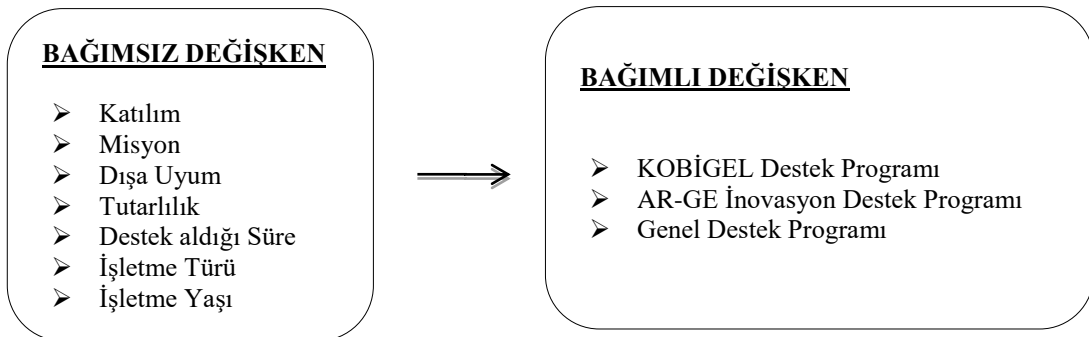 BAĞIMSIZ DEĞİŞKEN
➢ Katılım
➢ Misyon
➢ Dışa Uyum
➢ Tutarlılık
➢ Destek aldığı Süre
➢ İşletme Türü
➢ İşletme Yaşı
BAĞIMLI DEĞİŞKEN
➢ KOBİGEL Destek Programı
➢ AR-GE İnovasyon Destek Programı
➢ Genel Destek Programı